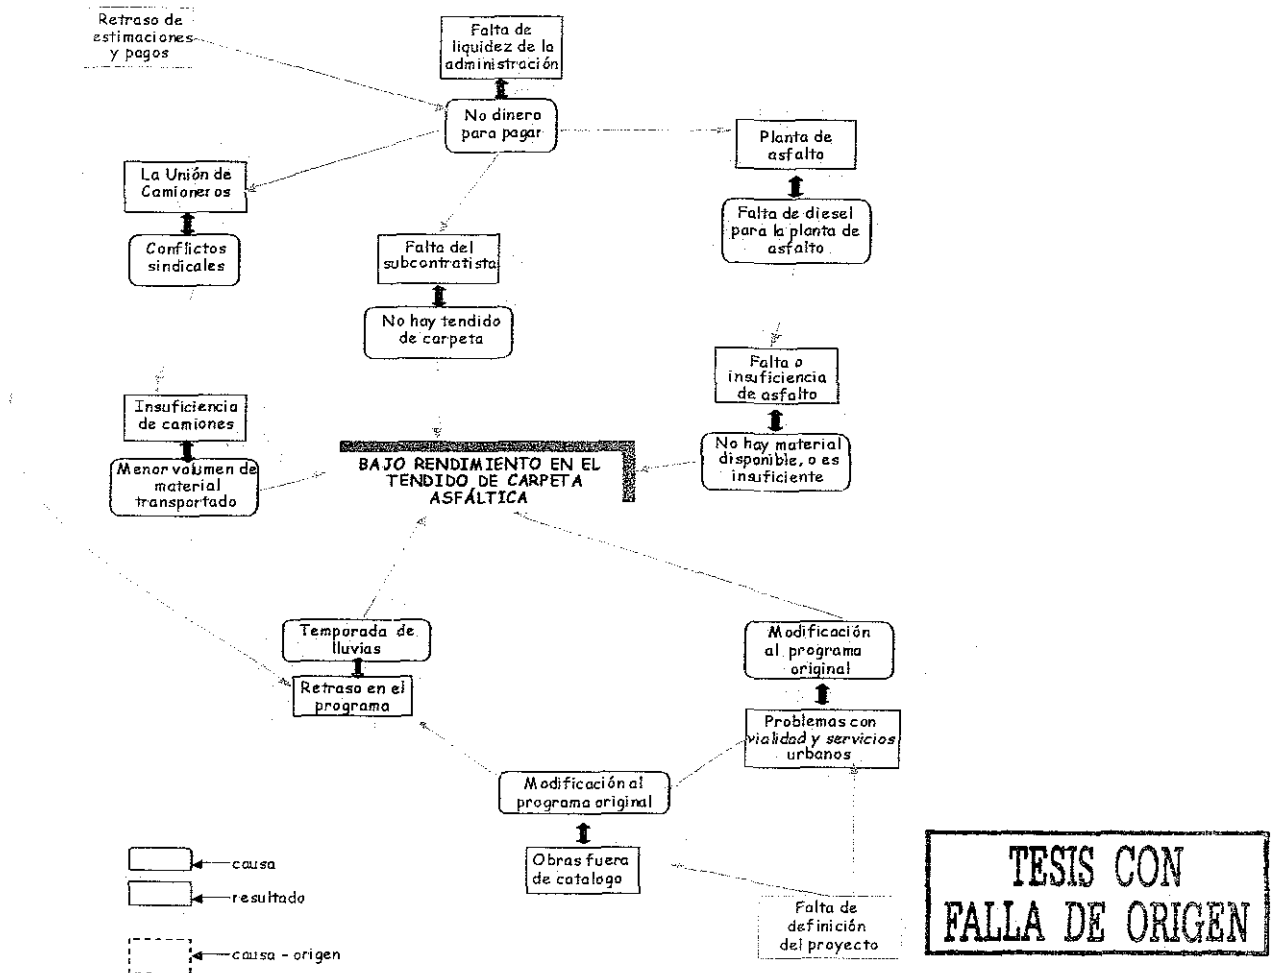 Retraso de
estimaciones
y pagos
Falta de
liquidez de la
administración
No dinero
para pagar
Planta de
asfalto
La Unión de
Camioneros
Falta de diesel
para la planta de
asfalto
Conflictos
sindicales
Falta del
subcontratista
No hay tendido
de carpeta
Falta o
insuficiencia
de asfalto
Insuficiencia
de camiones
No hay material
disponible, o es
insuficiente
Menor volumen de
material
transportado
BAJO RENDIMIENTO EN EL
TENDIDO DE CARPETA
ASFÁLTICA
Temporada de
lluvias
Retraso en el
programa
Modificación
al programa
original
Problemas con
vialidad y servicios
urbanos
Modificación al
programa original
Obras fuera
de catalogo
Falta de
definición
del proyecto
causa
resultado
causa - origen
TESIS CON
FALLA DE ORIGEN